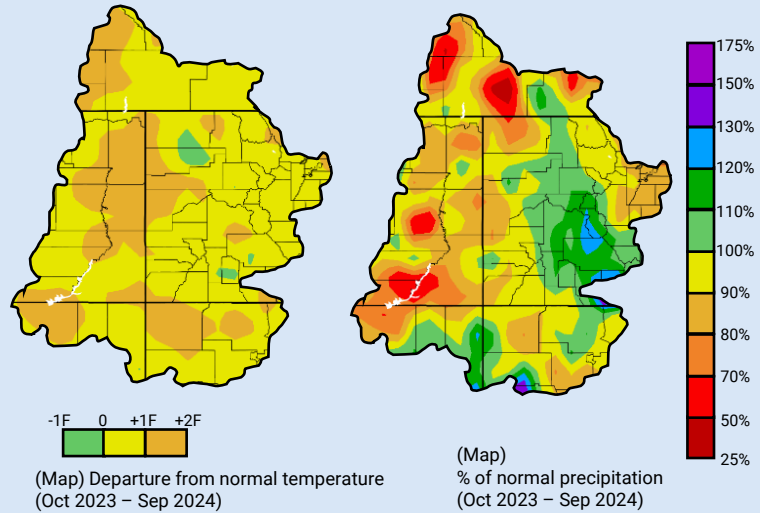 175%
150%
130%
120%
110%
100%
90%
80%
70%
50%
25%
-1F 0 +1F +2F
(Map) Departure from normal temperature
(Oct 2023 – Sep 2024)
(Map)
% of normal precipitation
(Oct 2023 – Sep 2024)